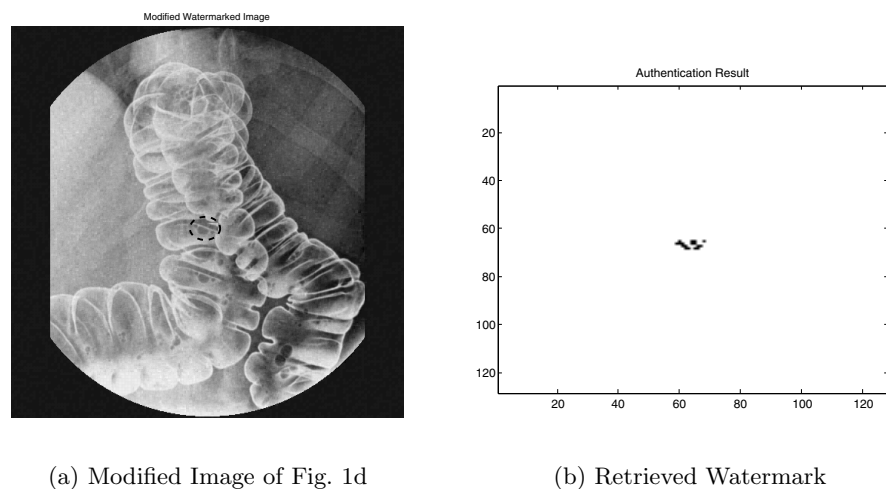 Modified Watermarked Image
Authentication Result
20
40
60
80
100
120
20 40 60 80 100 120
(a) Modified Image of Fig. 1d
(b) Retrieved Watermark